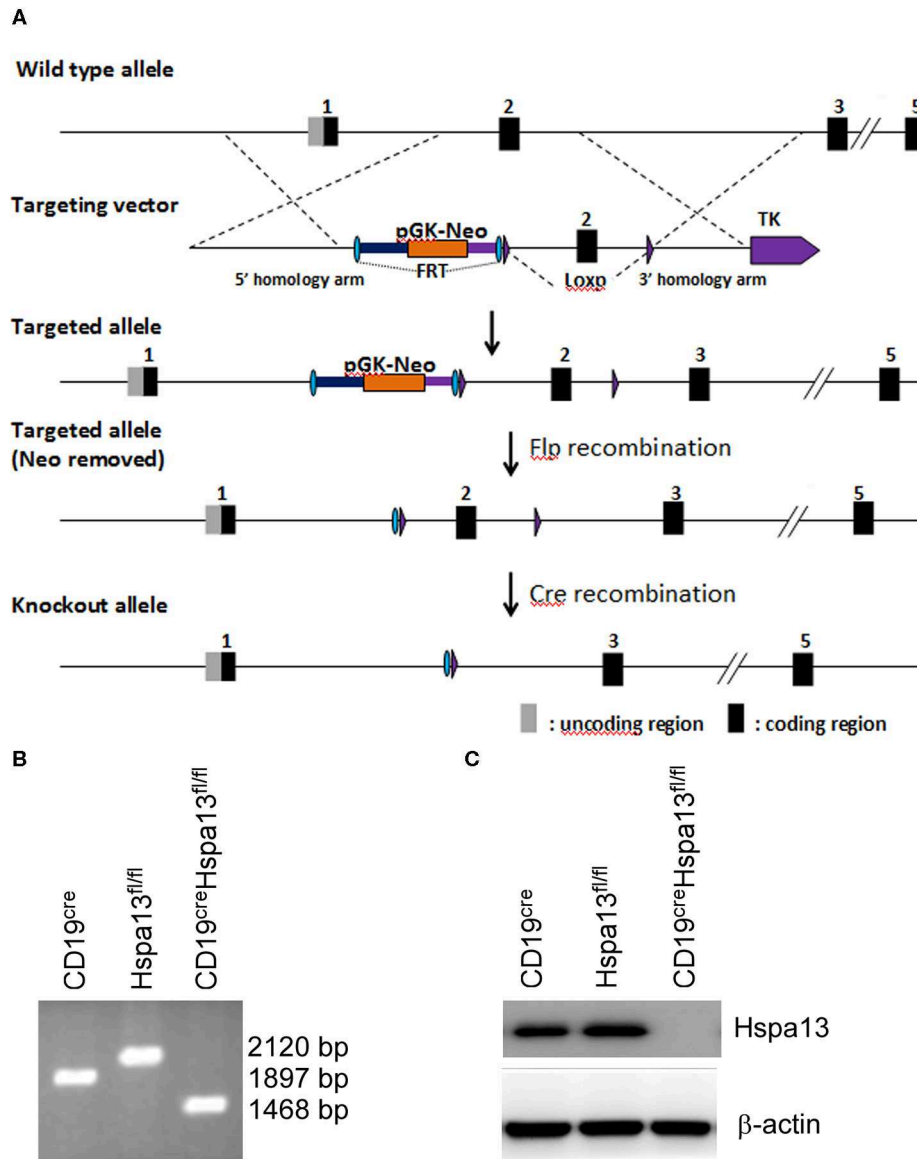 A
Wild type allele
1 2 3 5
Targeting vector
pGK-Neo 2 TK
5' homology arm FRT Loxp 3' homology arm
Targeted allele
1 pGK-Neo 2 3 5
Targeted allele
(Neo removed)
Flp recombination
1 2 3 5
Knockout allele
Cre recombination
1 3 5
: uncoding region : coding region
B
CD19cre
Hspa13fl/fl
CD19creHspa13fl/fl
2120 bp
1897 bp
1468 bp
C
CD19cre
Hspa13fl/fl
CD19creHspa13fl/fl
Hspa13
β-actin